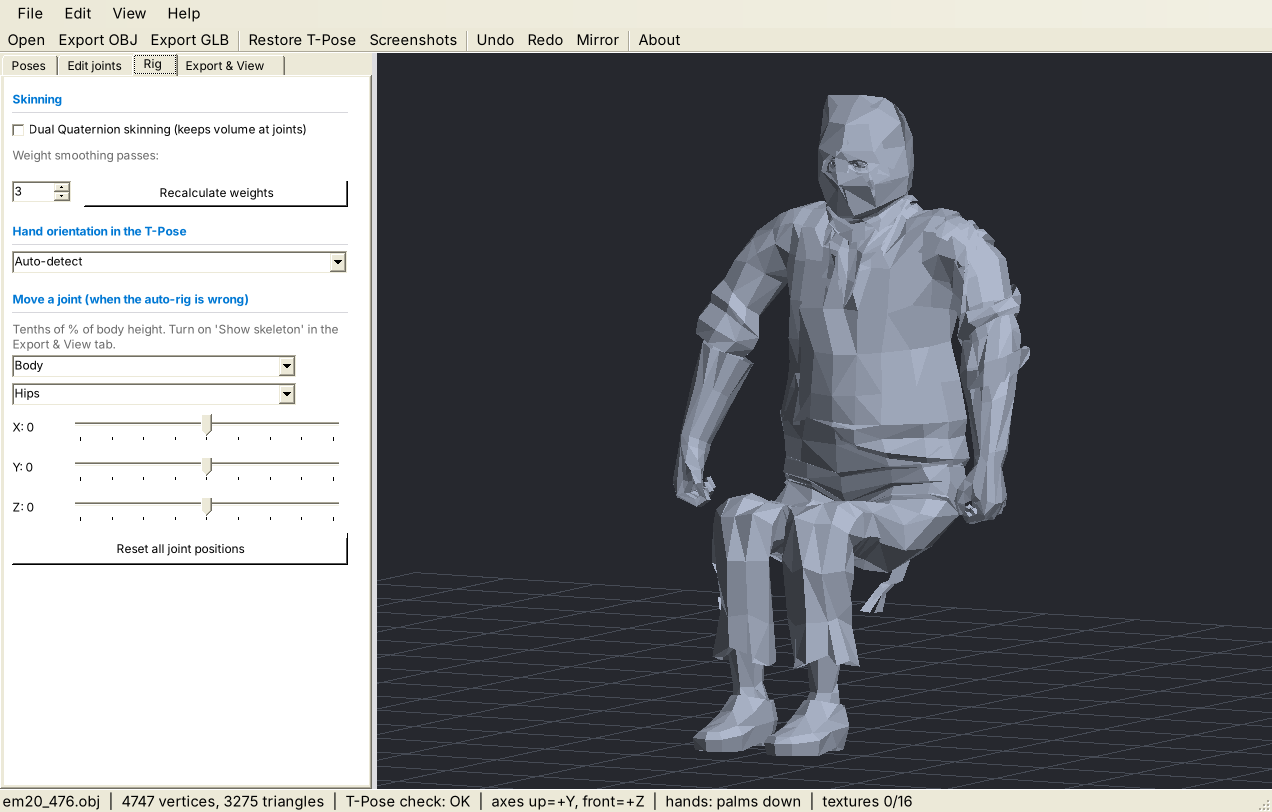 File Edit View Help
Open Export OBJ Export GLB Restore T-Pose Screenshots Undo Redo Mirror About
Poses Edit joints Rig Export & View
Skinning
Dual Quaternion skinning (keeps volume at joints)
Weight smoothing passes:
3 Recalculate weights
Hand orientation in the T-Pose
Auto-detect
Move a joint (when the auto-rig is wrong)
Tenths of % of body height. Turn on 'Show skeleton' in the
Export & View tab.
Body
Hips
X: 0
Y: 0
Z: 0
Reset all joint positions
em20_476.obj | 4747 vertices, 3275 triangles | T-Pose check: OK | axes up=+Y, front=+Z | hands: palms down | textures 0/16